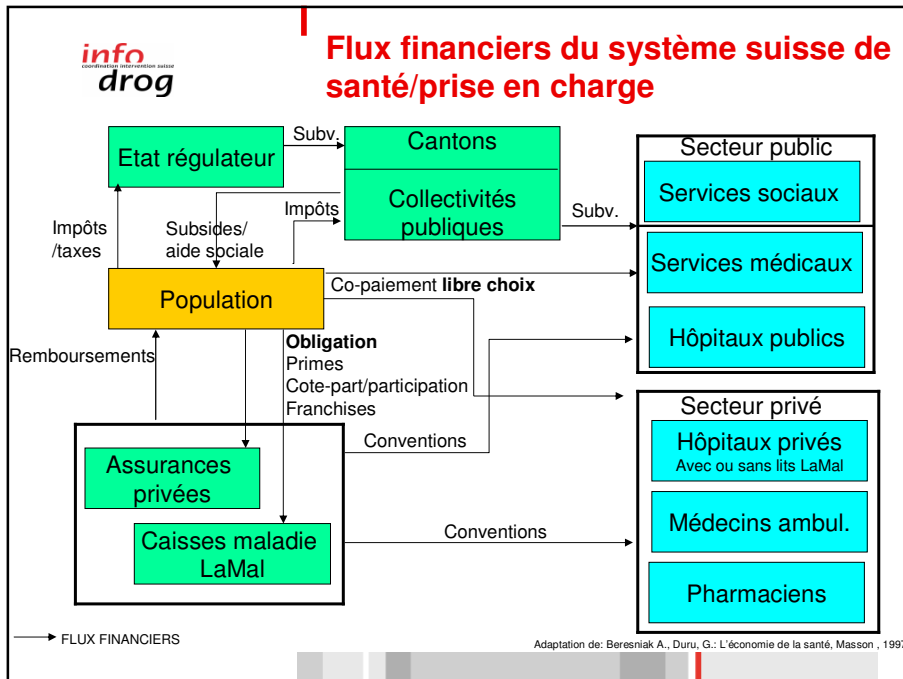 info
coordination intervention suisse
drog
Flux financiers du système suisse de
santé/prise en charge
Etat régulateur
Subv.
Cantons
Collectivités
publiques
Secteur public
Services sociaux
Impôts
/taxes
Subsides/
aide sociale
Impôts
Subv.
Services médicaux
Population
Co-paiement libre choix
Hôpitaux publics
Remboursements
Obligation
Primes
Cote-part/participation
Franchises
Secteur privé
Conventions
Hôpitaux privés
Avec ou sans lits LaMal
Assurances
privées
Médecins ambul.
Caisses maladie
LaMal
Conventions
Pharmaciens
FLUX FINANCIERS
Adaptation de: Beresniak A., Duru, G.: L'économie de la santé, Masson , 1997